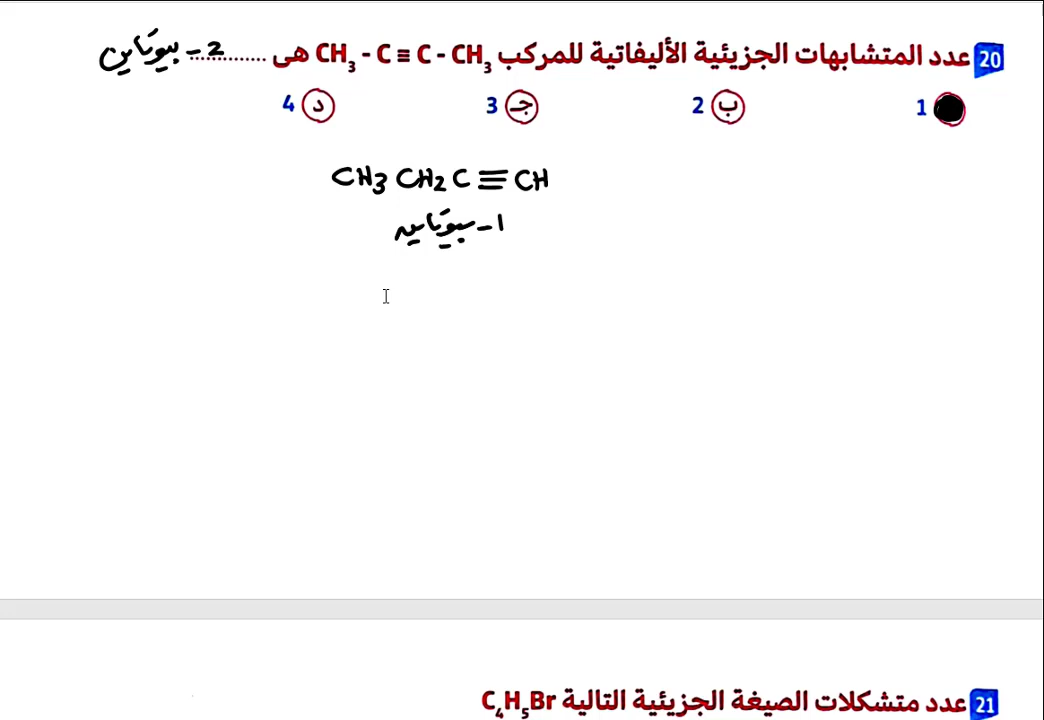 20 عدد المتشابهات الجزيئية الأليفاتية للمركب CH₃ - C ≡ C - CH₃ هى .............. 2- بيوتاين
1 ب 2 جـ 3 د 4
CH3 CH2 C ≡ CH
1- بيوتاين
21 عدد متشكلات الصيغة الجزيئية التالية C₄H₅Br